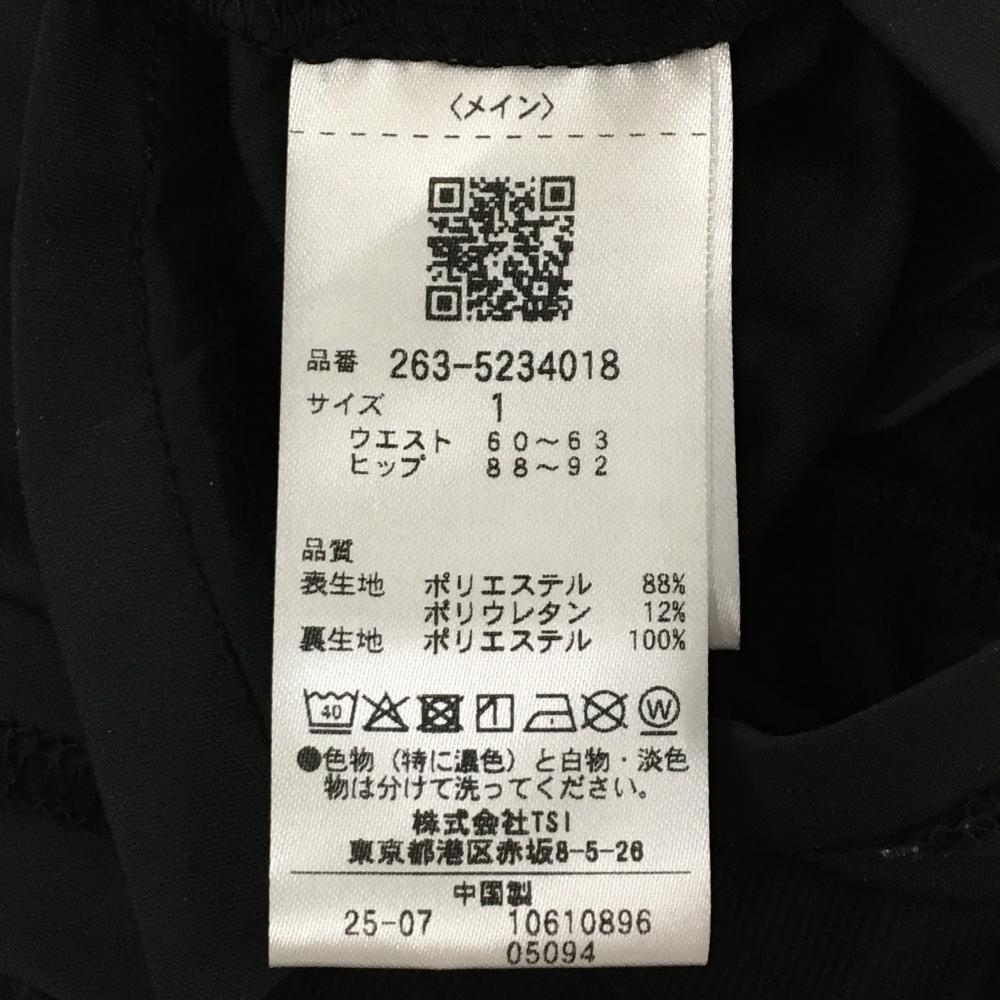 〈メイン〉
品番 263-5234018
サイズ 1
ウエスト 60～63
ヒップ 88～92
品質
表生地 ポリエステル 88%
ポリウレタン 12%
裏生地 ポリエステル 100%
40 W
●色物（特に濃色）と白物・淡色
物は分けて洗ってください。
株式会社TSI
東京都港区赤坂8-5-26
中国製
25-07 10610896
05094